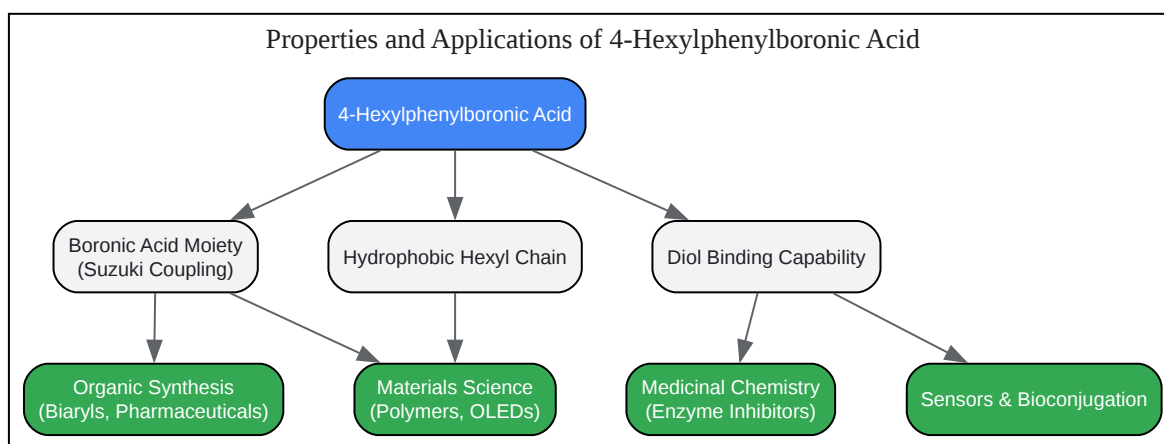 Properties and Applications of 4-Hexylphenylboronic Acid
4-Hexylphenylboronic Acid
Boronic Acid Moiety
(Suzuki Coupling)
Hydrophobic Hexyl Chain
Diol Binding Capability
Organic Synthesis
(Biaryls, Pharmaceuticals)
Materials Science
(Polymers, OLEDs)
Medicinal Chemistry
(Enzyme Inhibitors)
Sensors & Bioconjugation